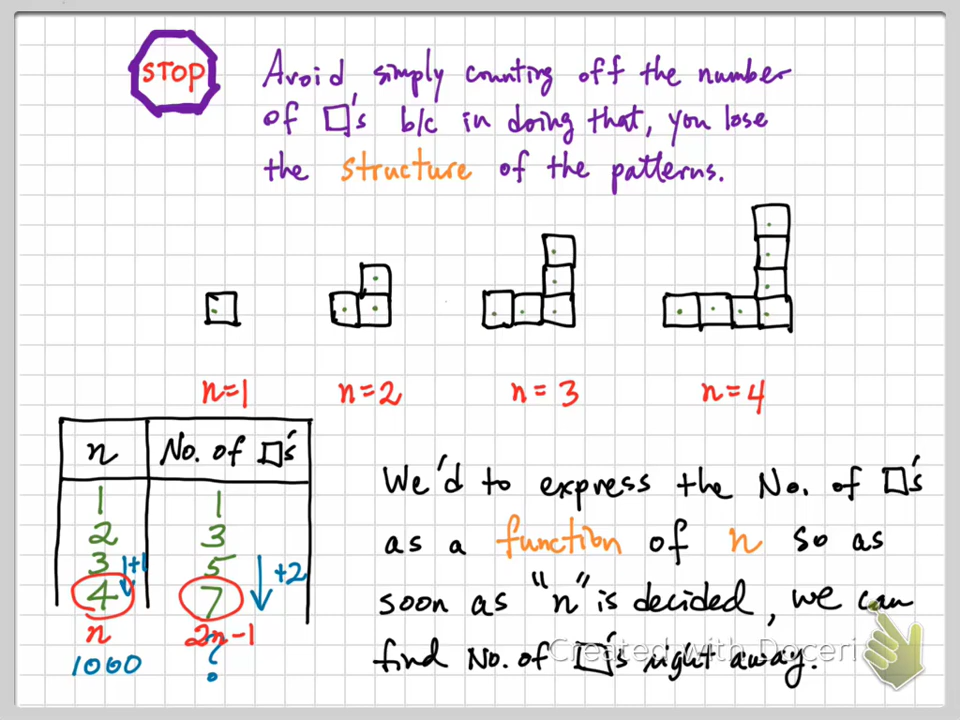 STOP
Avoid simply counting off the number
of □'s b/c in doing that, you lose
the structure of the patterns.
n=1 n=2 n=3 n=4
n No. of □'s
1 1
2 3
3 5
+1 +2
4 7
n 2n-1
1000 ?
We'd to express the No. of □'s
as a function of n so as
soon as "n" is decided, we can
find No. of □'s right away.
Created with Doceri